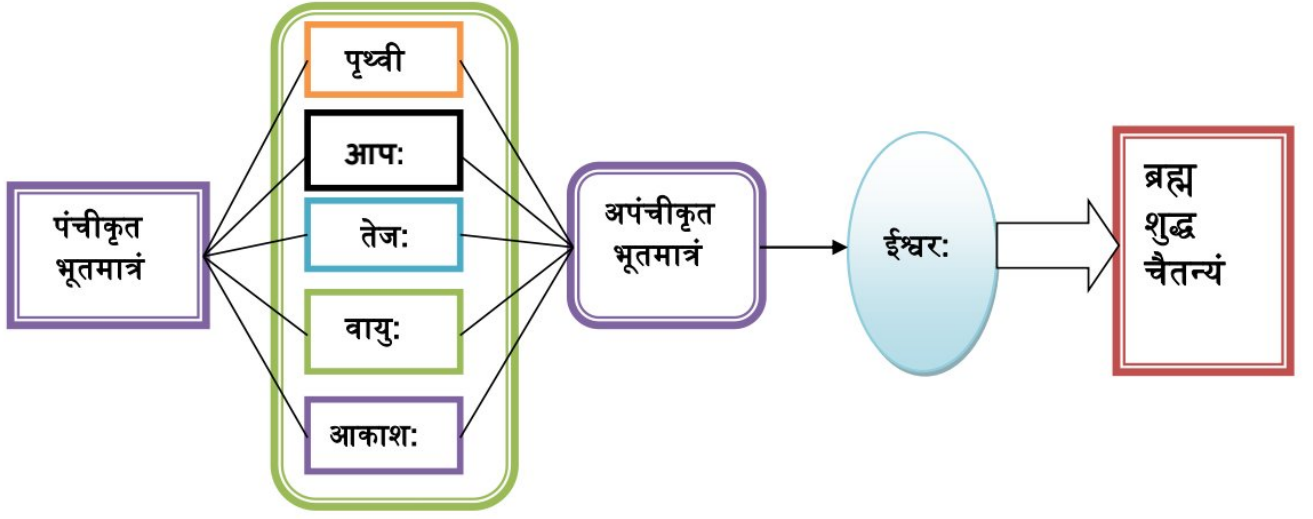 पंचीकृत
भूतमात्रं
पृथ्वी
आप:
तेज:
वायु:
आकाश:
अपंचीकृत
भूतमात्रं
ईश्वर:
ब्रह्म
शुद्ध
चैतन्यं